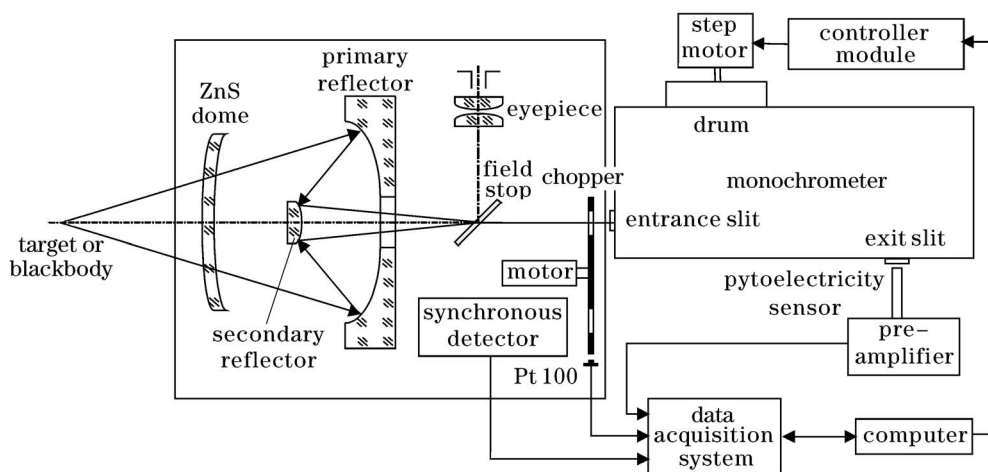 ZnS
dome
primary
reflector
eyepiece
field
stop
chopper
target or
blackbody
secondary
reflector
motor
synchronous
detector
Pt 100
step
motor
controller
module
drum
monochrometer
entrance slit
exit slit
pytoelectricity
sensor
pre-
amplifier
data
acquisition
system
computer